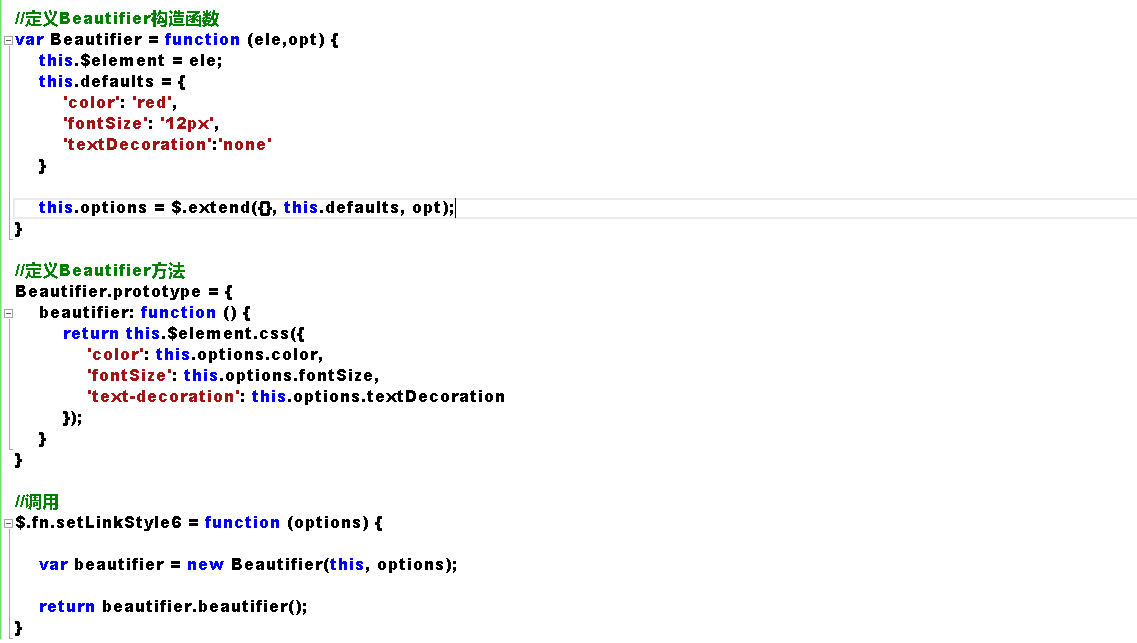 //定义Beautifier构造函数
var Beautifier = function (ele,opt) {
this.$element = ele;
this.defaults = {
'color': 'red',
'fontSize': '12px',
'textDecoration':'none'
}
this.options = $.extend({}, this.defaults, opt);
}
//定义Beautifier方法
Beautifier.prototype = {
beautifier: function () {
return this.$element.css({
'color': this.options.color,
'fontSize': this.options.fontSize,
'text-decoration': this.options.textDecoration
});
}
}
//调用
$.fn.setLinkStyle6 = function (options) {
var beautifier = new Beautifier(this, options);
return beautifier.beautifier();
}